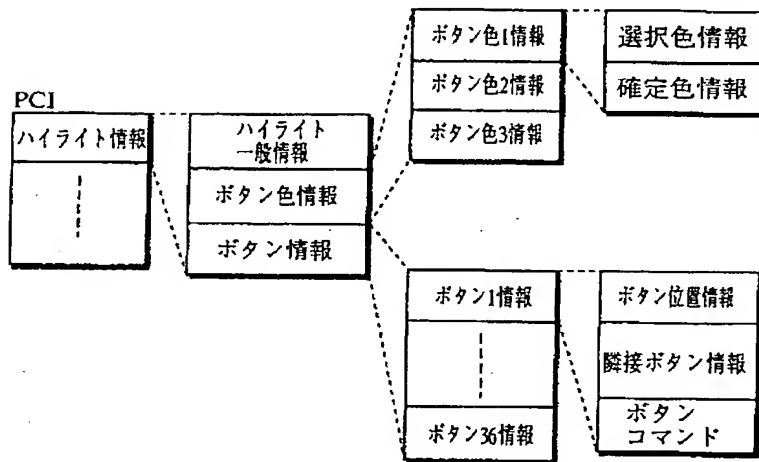 PCI
ハイライト情報
ハイライト
一般情報
ボタン色情報
ボタン情報
ボタン色1情報
ボタン色2情報
ボタン色3情報
選択色情報
確定色情報
ボタン1情報
ボタン36情報
ボタン位置情報
隣接ボタン情報
ボタン
コマンド